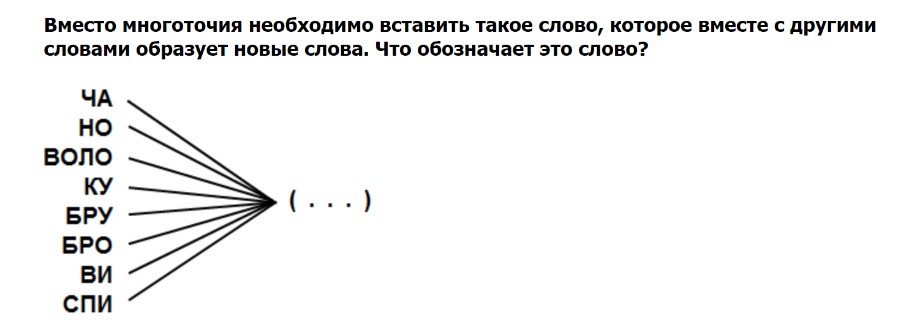 Вместо многоточия необходимо вставить такое слово, которое вместе с другими
словами образует новые слова. Что обозначает это слово?
ЧА
НО
ВОЛО
КУ
БРУ
БРО
ВИ
СПИ
(...)